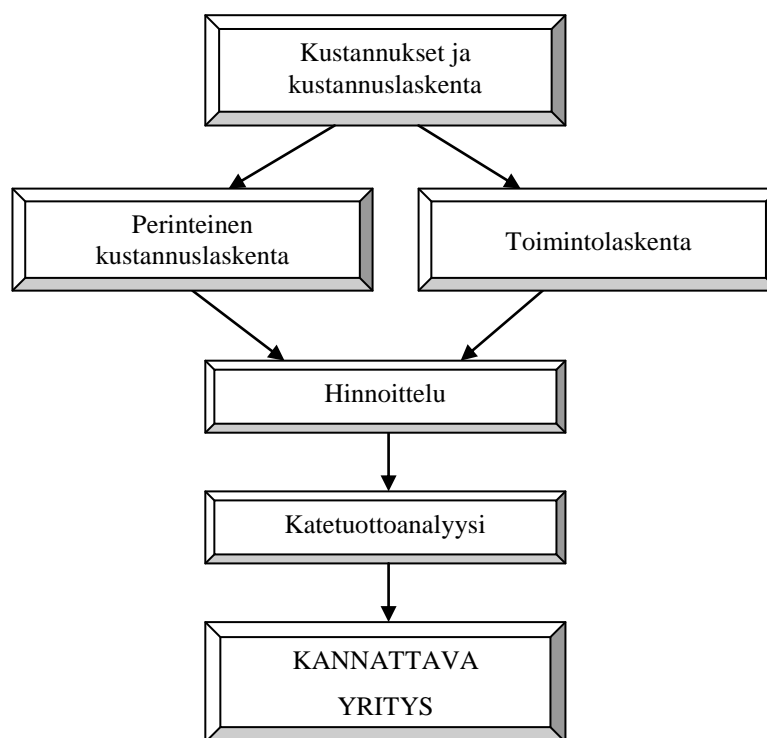 Kustannukset ja
kustannuslaskenta
Perinteinen
kustannuslaskenta
Toimintolaskenta
Hinnoittelu
Katetuottoanalyysi
KANNATTAVA
YRITYS